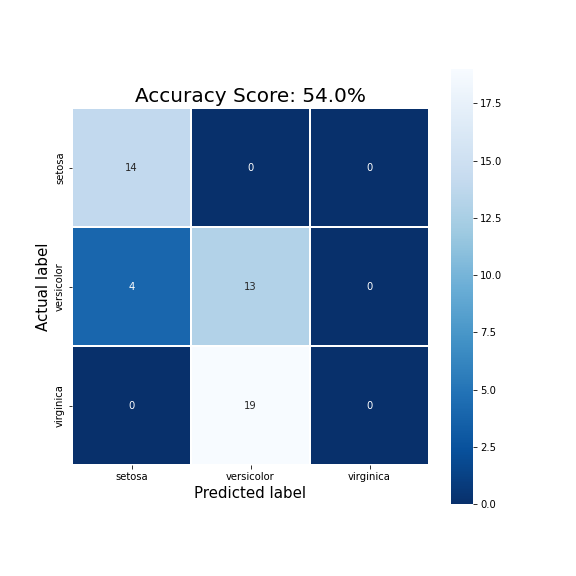 Accuracy Score: 54.0%
Actual label
setosa
14 0 0
versicolor
4 13 0
virginica
0 19 0
setosa versicolor virginica
Predicted label
17.5
15.0
12.5
10.0
7.5
5.0
2.5
0.0